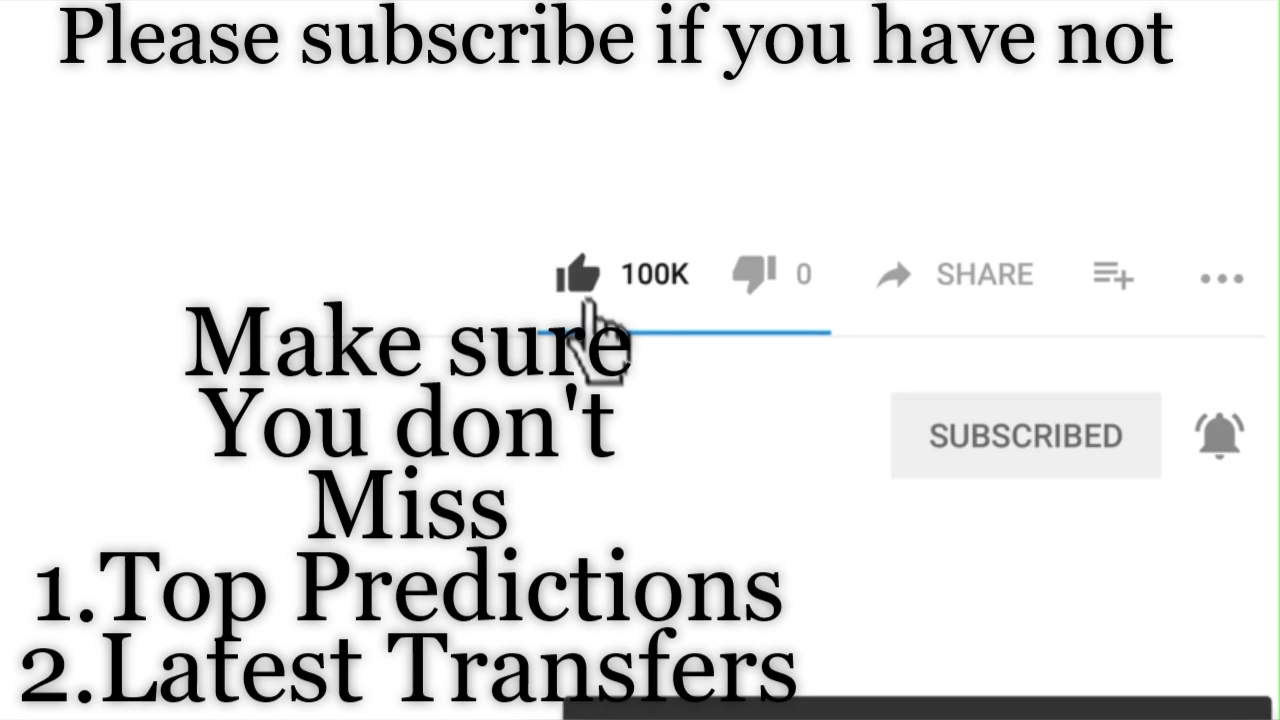 Please subscribe if you have not
100K 0 SHARE
Make sure
You don't
SUBSCRIBED
Miss
1.Top Predictions
2.Latest Transfers